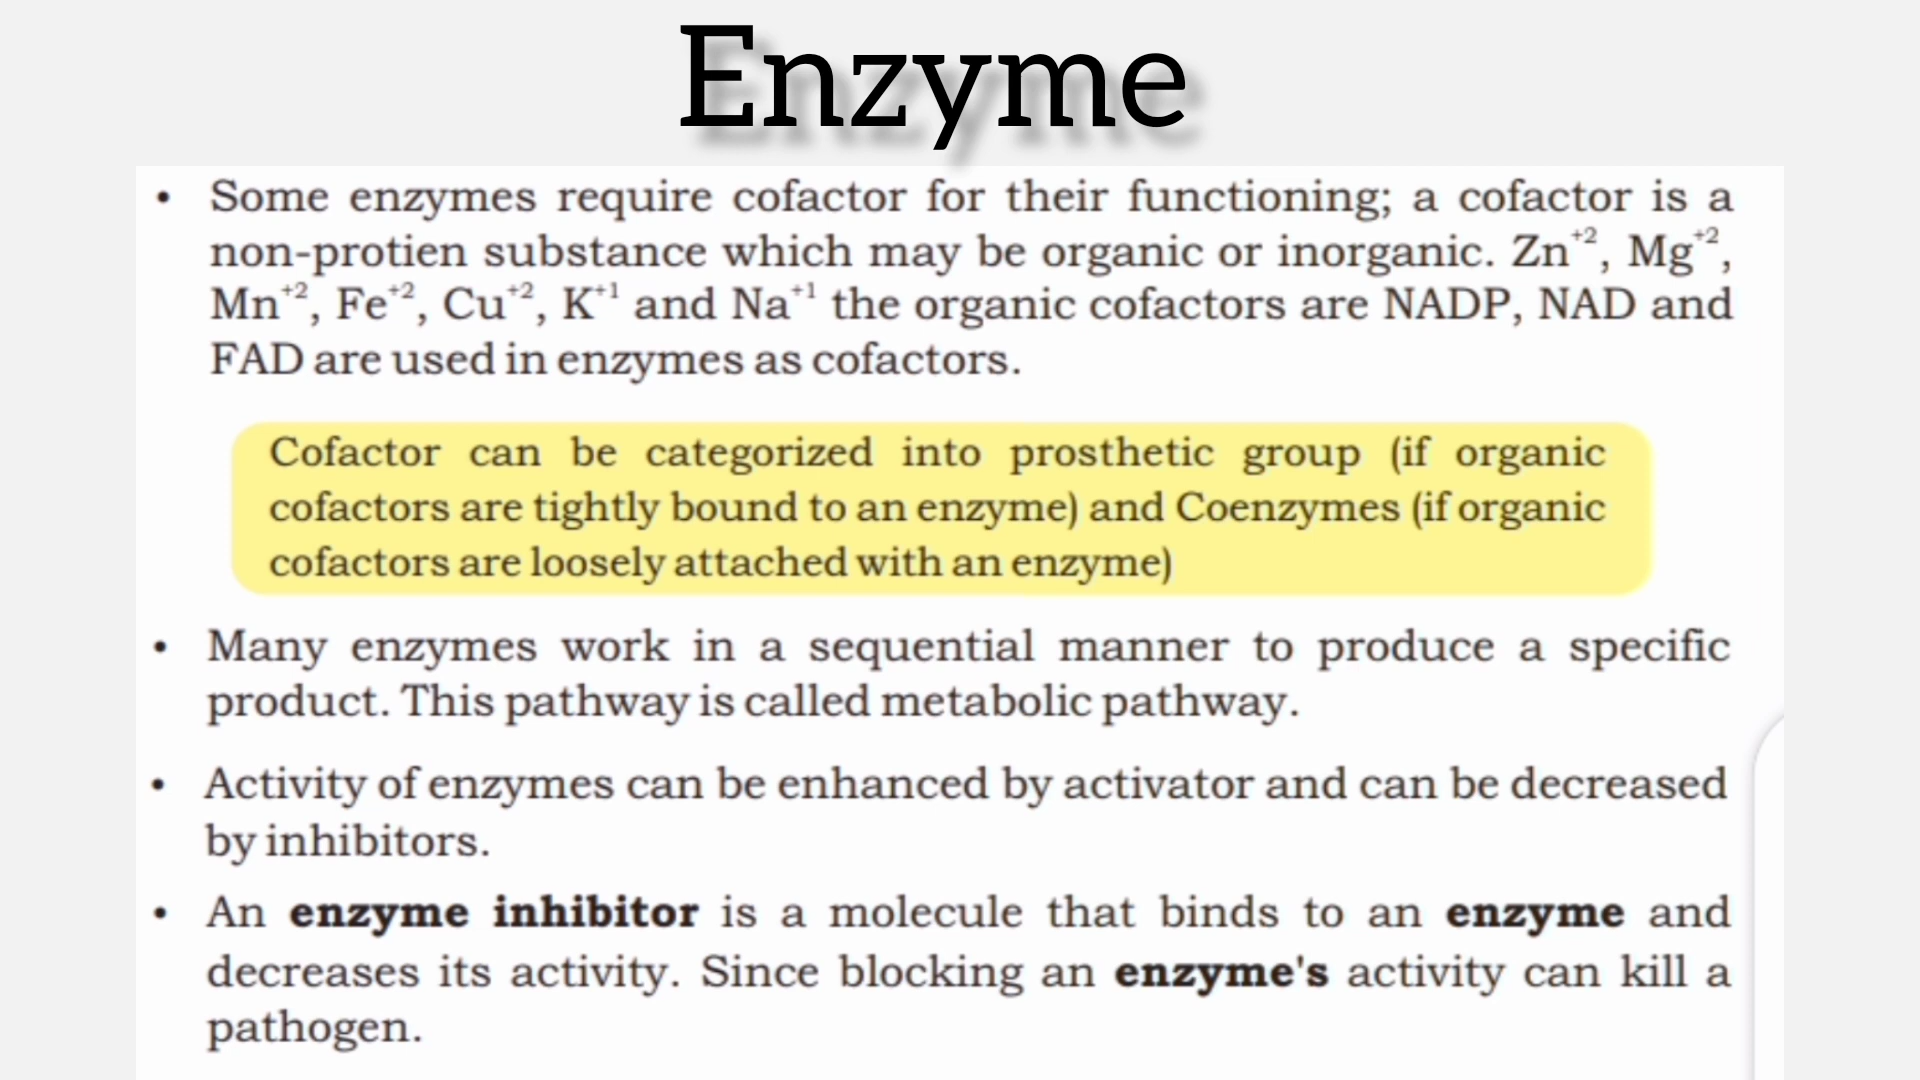 Enzyme
• Some enzymes require cofactor for their functioning; a cofactor is a
non-protien substance which may be organic or inorganic. Zn⁺², Mg⁺²,
Mn⁺², Fe⁺², Cu⁺², K⁺¹ and Na⁺¹ the organic cofactors are NADP, NAD and
FAD are used in enzymes as cofactors.
Cofactor can be categorized into prosthetic group (if organic
cofactors are tightly bound to an enzyme) and Coenzymes (if organic
cofactors are loosely attached with an enzyme)
• Many enzymes work in a sequential manner to produce a specific
product. This pathway is called metabolic pathway.
• Activity of enzymes can be enhanced by activator and can be decreased
by inhibitors.
• An enzyme inhibitor is a molecule that binds to an enzyme and
decreases its activity. Since blocking an enzyme's activity can kill a
pathogen.